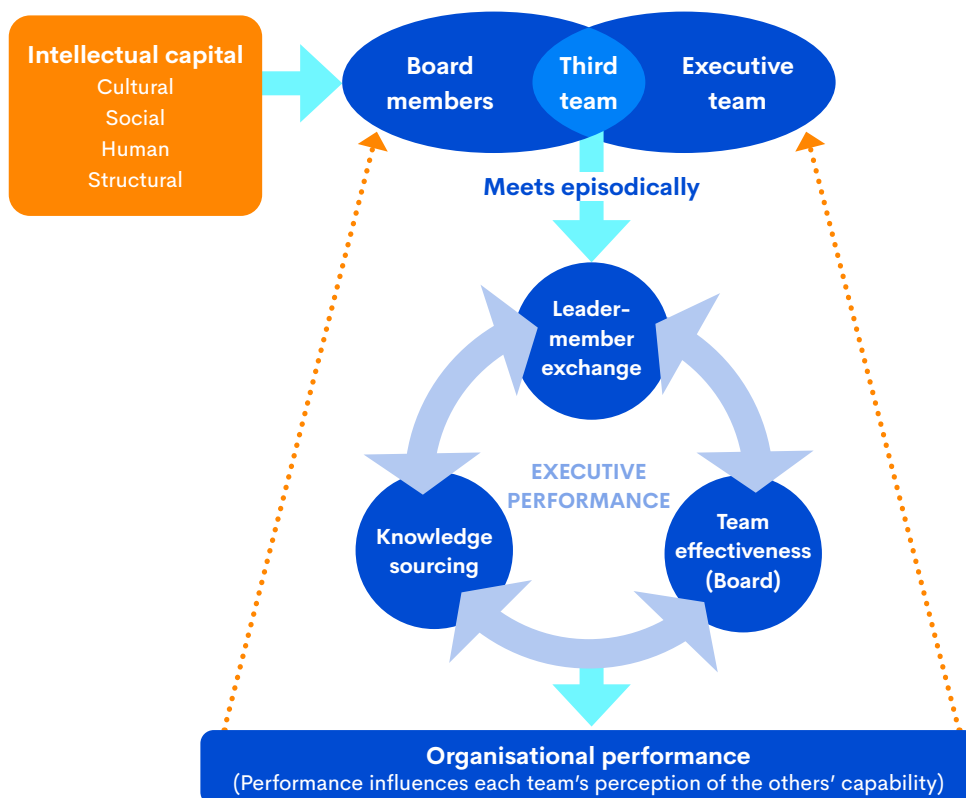 Intellectual capital
Cultural
Social
Human
Structural
Board
members
Third
team
Executive
team
Meets episodically
Leader-
member
exchange
EXECUTIVE
PERFORMANCE
Knowledge
sourcing
Team
effectiveness
(Board)
Organisational performance
(Performance influences each team’s perception of the others’ capability)